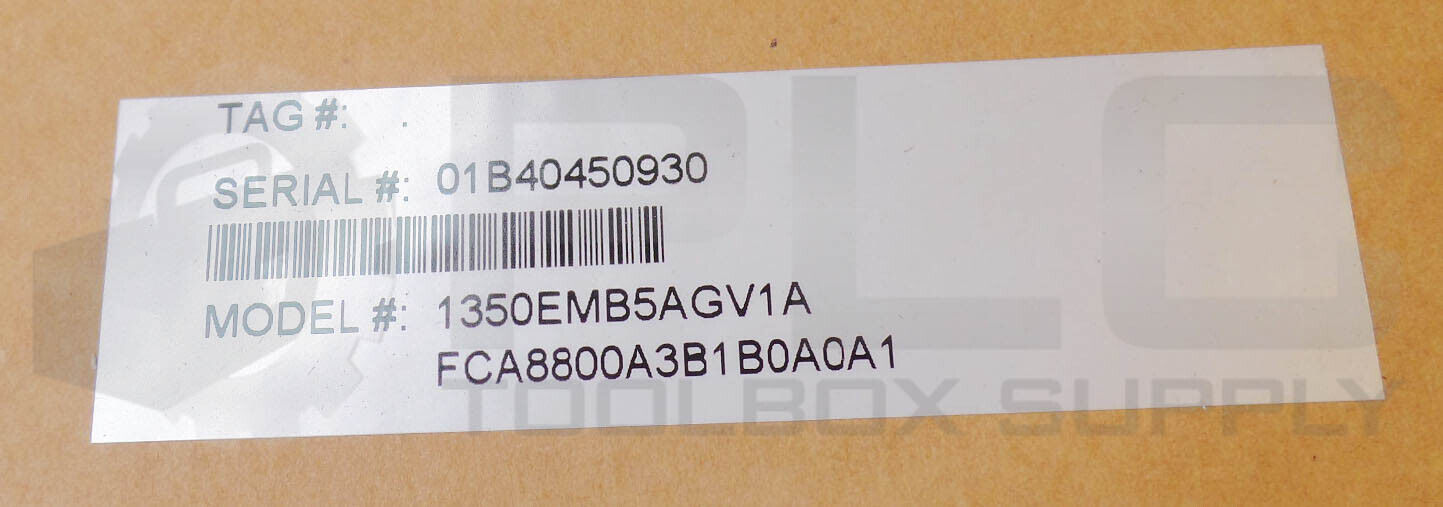 TAG #: .
SERIAL #: 01B40450930
MODEL #: 1350EMB5AGV1A
FCA8800A3B1B0A0A1
PLC
TOOLBOX SUPPLY